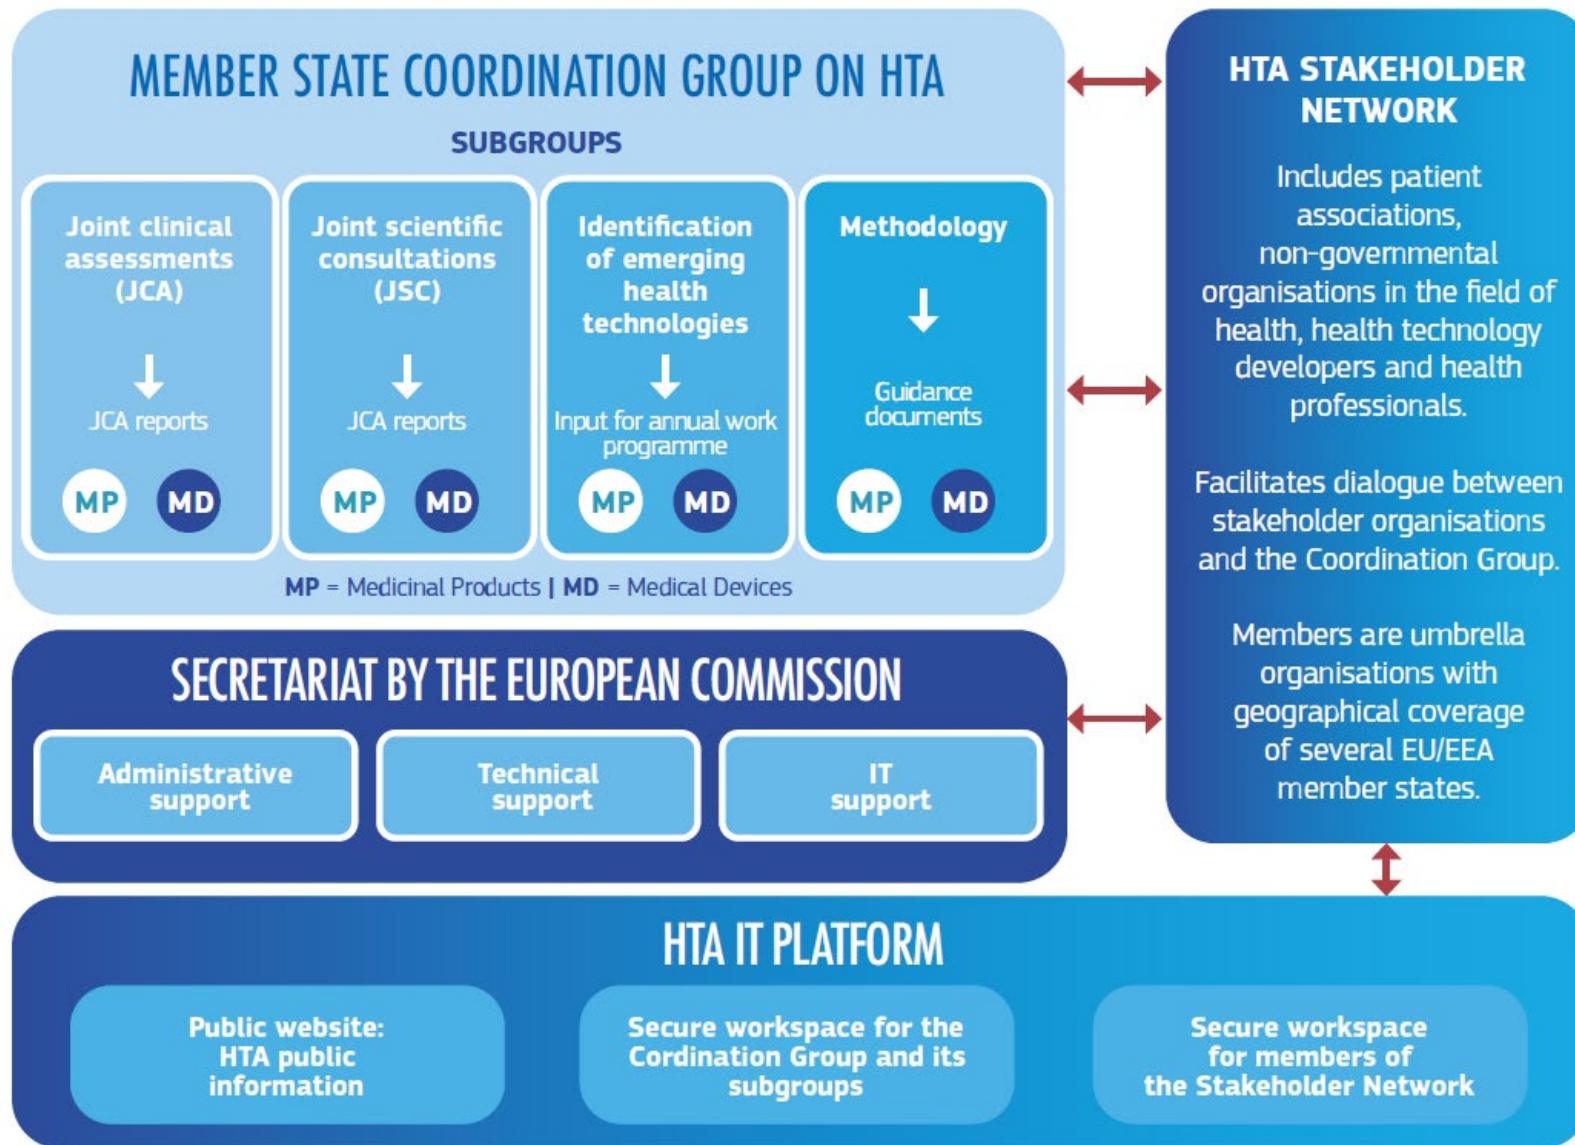 MEMBER STATE COORDINATION GROUP ON HTA
SUBGROUPS
Joint clinical
assessments
(JCA)
JCA reports
MP MD
Joint scientific
consultations
(JSC)
JCA reports
MP MD
Identification
of emerging
health
technologies
Input for annual work
programme
MP MD
Methodology
Guidance
documents
MP MD
MP = Medicinal Products | MD = Medical Devices
HTA STAKEHOLDER
NETWORK
Includes patient
associations,
non-governmental
organisations in the field of
health, health technology
developers and health
professionals.
Facilitates dialogue between
stakeholder organisations
and the Coordination Group.
Members are umbrella
organisations with
geographical coverage
of several EU/EEA
member states.
SECRETARIAT BY THE EUROPEAN COMMISSION
Administrative
support
Technical
support
IT
support
HTA IT PLATFORM
Public website:
HTA public
information
Secure workspace for the
Cordination Group and its
subgroups
Secure workspace
for members of
the Stakeholder Network